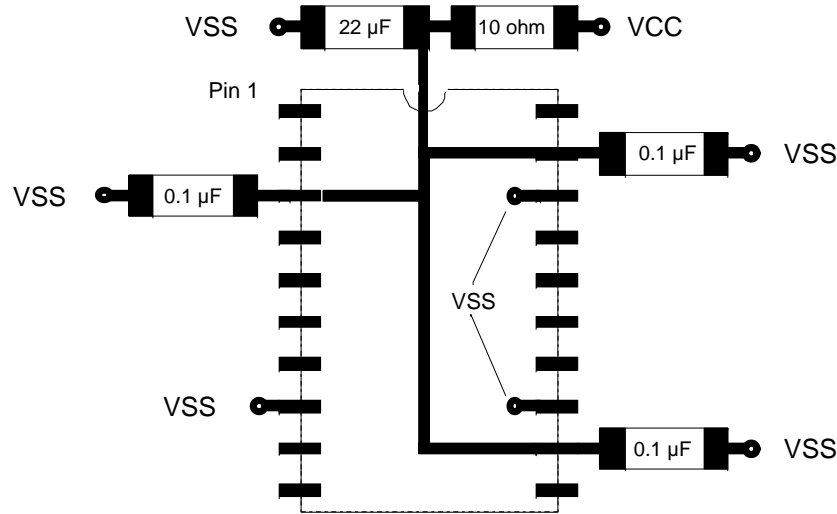 VSS
22 µF
10 ohm
VCC
Pin 1
0.1 µF
VSS
VSS
0.1 µF
VSS
VSS
0.1 µF
VSS